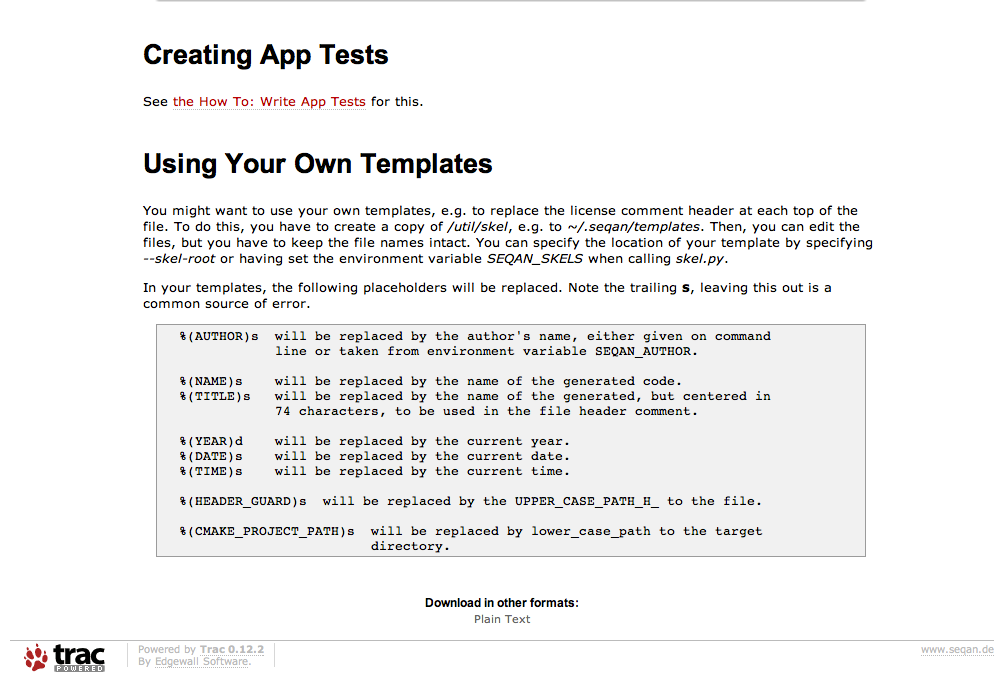 Creating App Tests
See the How To: Write App Tests for this.
Using Your Own Templates
You might want to use your own templates, e.g. to replace the license comment header at each top of the
file. To do this, you have to create a copy of /util/skel, e.g. to ~/.seqan/templates. Then, you can edit the
files, but you have to keep the file names intact. You can specify the location of your template by specifying
--skel-root or having set the environment variable SEQAN_SKELS when calling skel.py.
In your templates, the following placeholders will be replaced. Note the trailing s, leaving this out is a
common source of error.
%(AUTHOR)s  will be replaced by the author's name, either given on command
line or taken from environment variable SEQAN_AUTHOR.
%(NAME)s    will be replaced by the name of the generated code.
%(TITLE)s   will be replaced by the name of the generated, but centered in
74 characters, to be used in the file header comment.
%(YEAR)d    will be replaced by the current year.
%(DATE)s    will be replaced by the current date.
%(TIME)s    will be replaced by the current time.
%(HEADER_GUARD)s  will be replaced by the UPPER_CASE_PATH_H_ to the file.
%(CMAKE_PROJECT_PATH)s  will be replaced by lower_case_path to the target
directory.
Download in other formats:
Plain Text
trac
POWERED
Powered by Trac 0.12.2
By Edgewall Software.
www.seqan.de